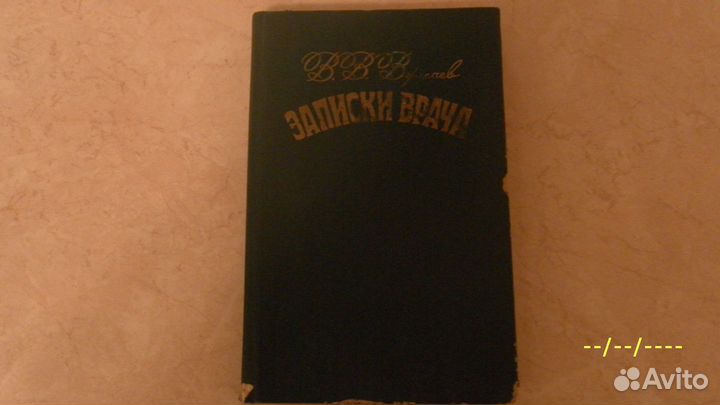 В. В. Вересаев
ЗАПИСКИ ВРАЧА
--/--/----
Avito